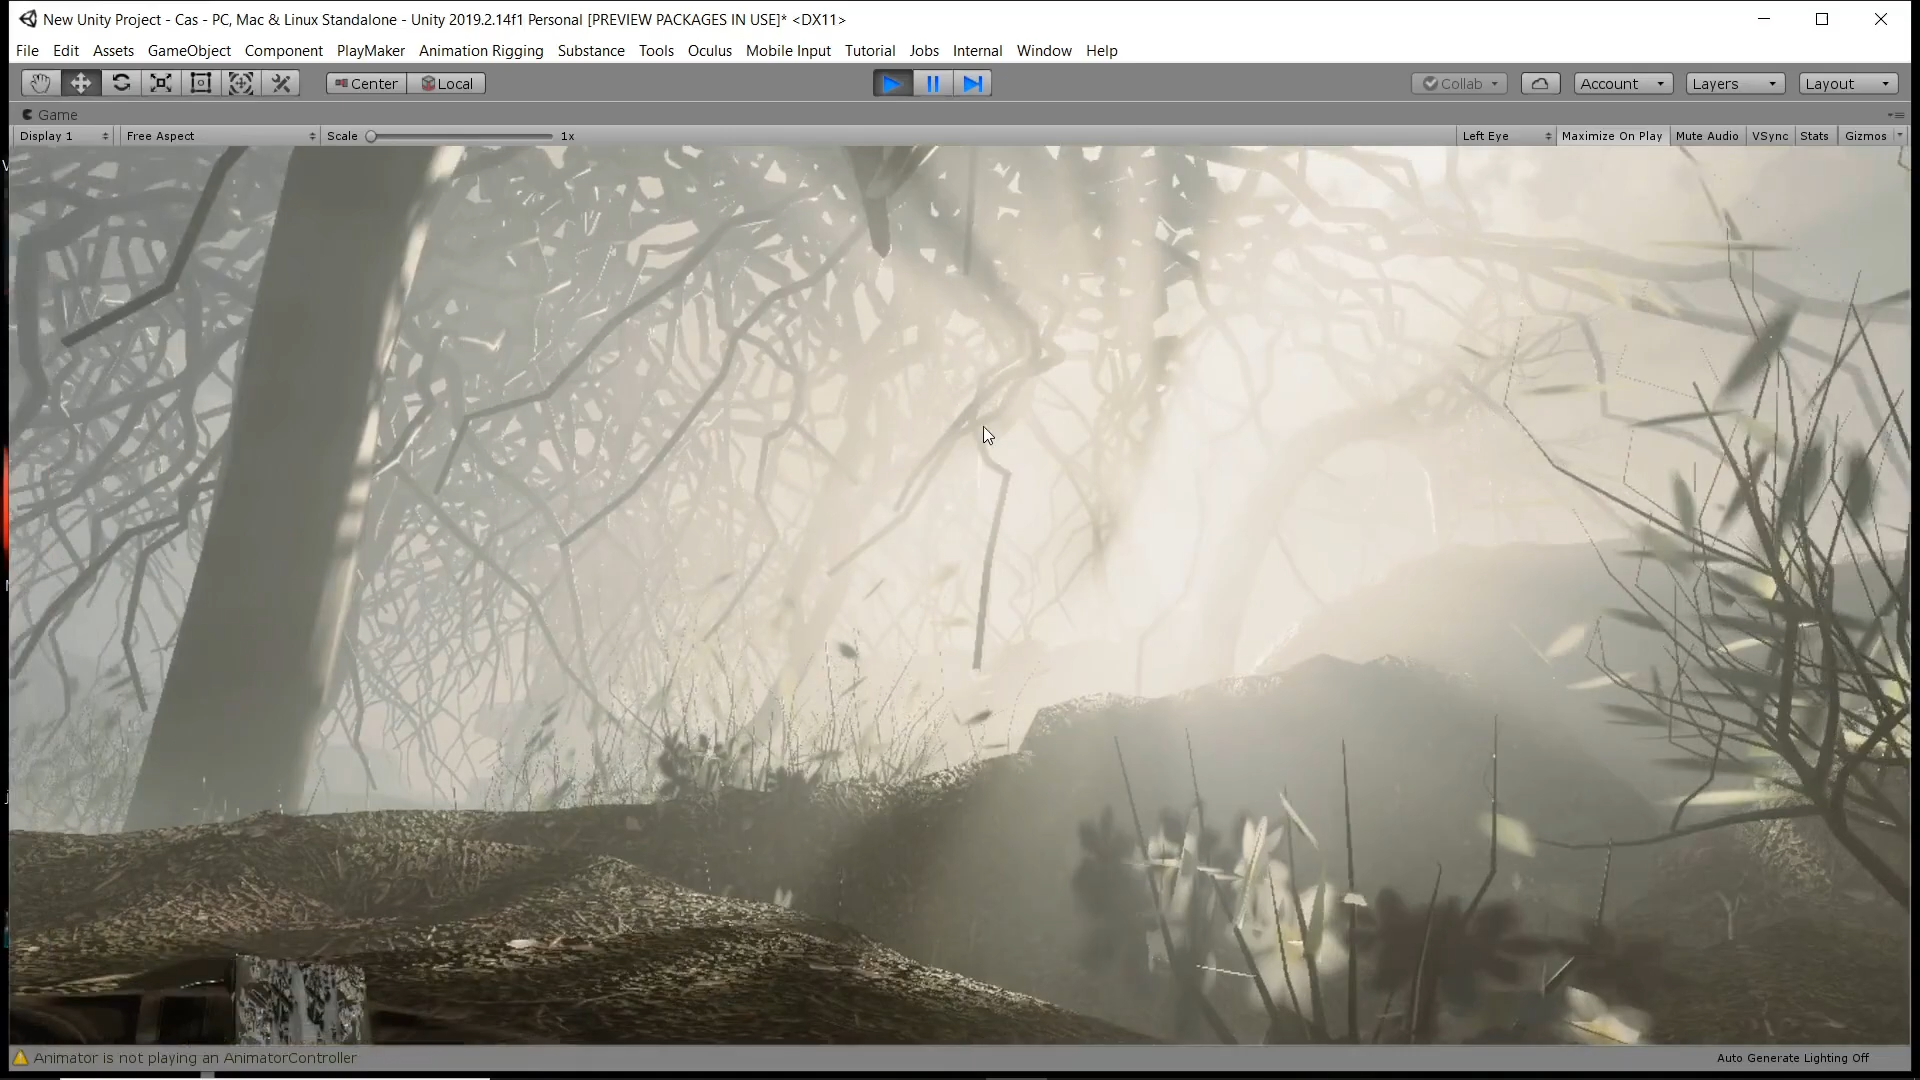 New Unity Project - Cas - PC, Mac & Linux Standalone - Unity 2019.2.14f1 Personal [PREVIEW PACKAGES IN USE]* <DX11>
File Edit Assets GameObject Component PlayMaker Animation Rigging Substance Tools Oculus Mobile Input Tutorial Jobs Internal Window Help
Center Local Collab Account Layers Layout
Game
Display 1 Free Aspect Scale 1x Left Eye Maximize On Play Mute Audio VSync Stats Gizmos
Animator is not playing an AnimatorController Auto Generate Lighting Off